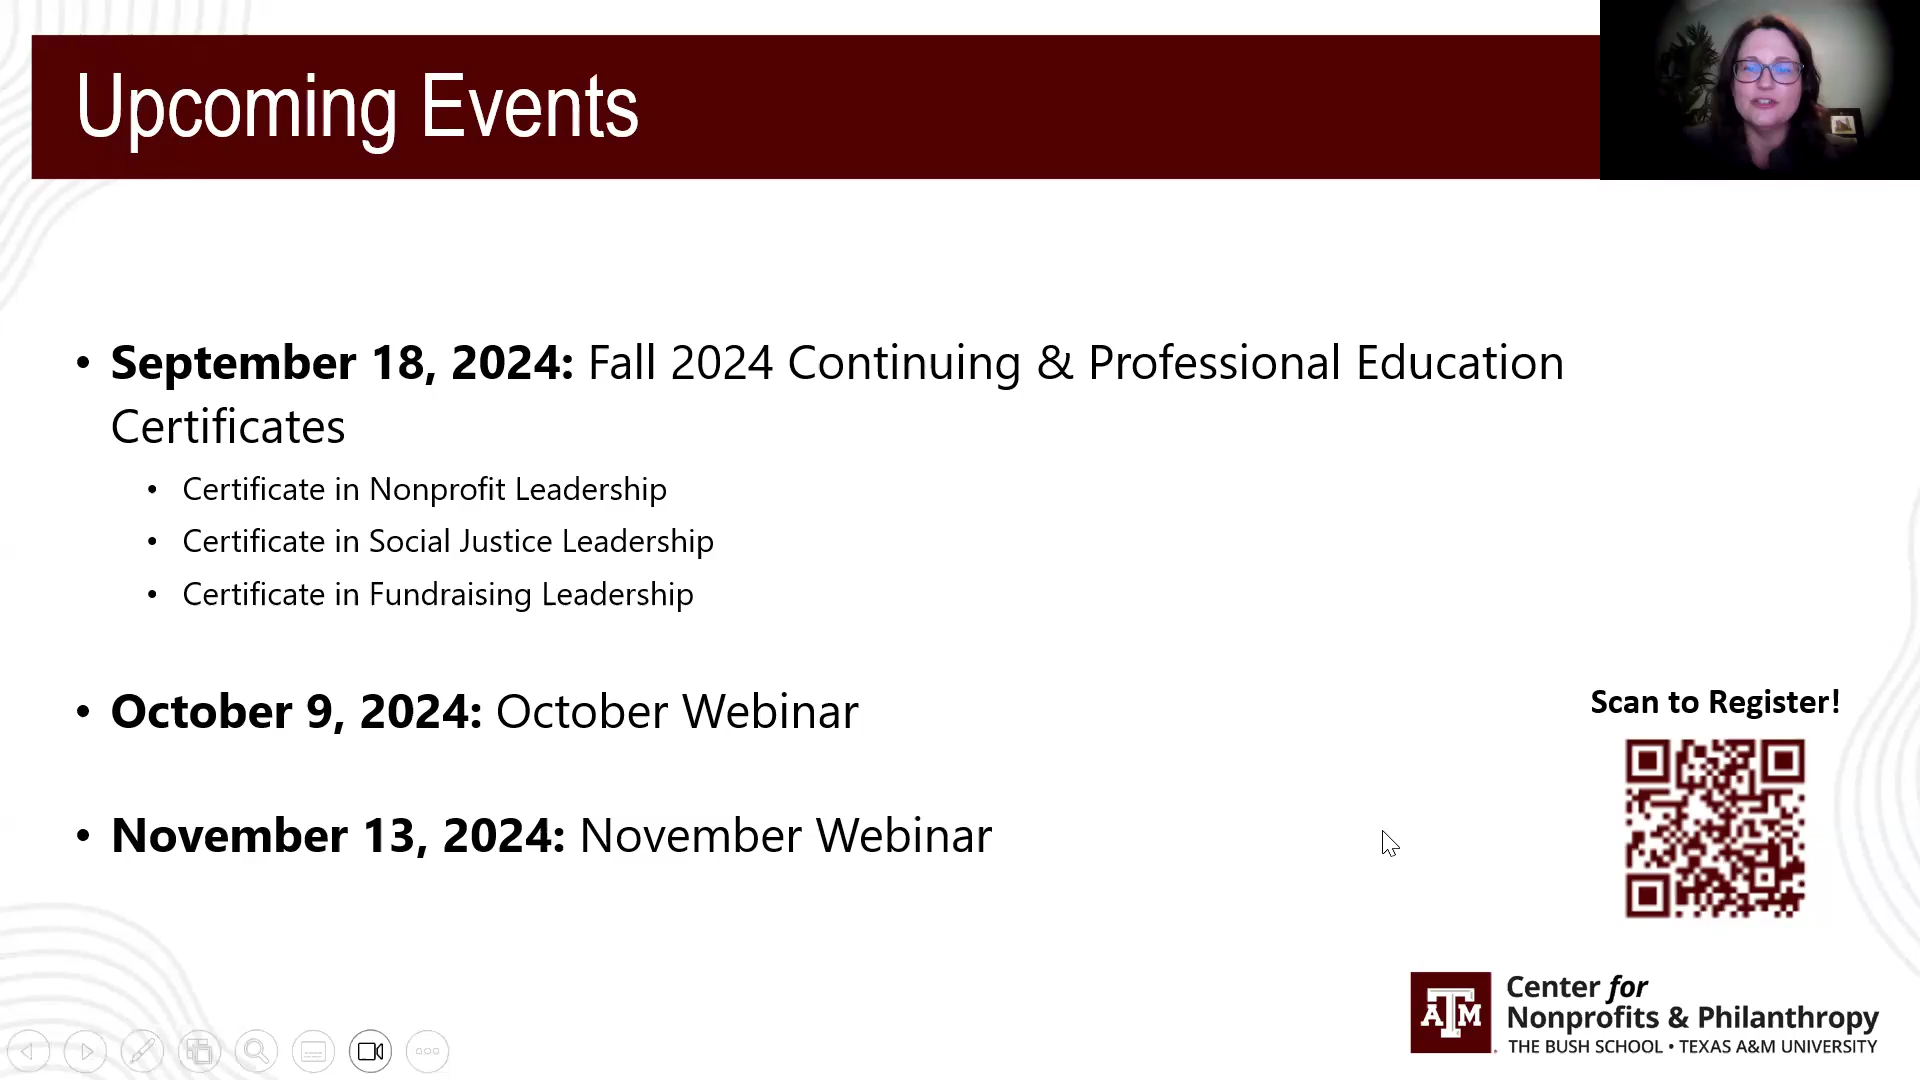 Upcoming Events
• September 18, 2024: Fall 2024 Continuing & Professional Education
Certificates
• Certificate in Nonprofit Leadership
• Certificate in Social Justice Leadership
• Certificate in Fundraising Leadership
• October 9, 2024: October Webinar
• November 13, 2024: November Webinar
Scan to Register!
ATM
Center for
Nonprofits & Philanthropy
THE BUSH SCHOOL • TEXAS A&M UNIVERSITY